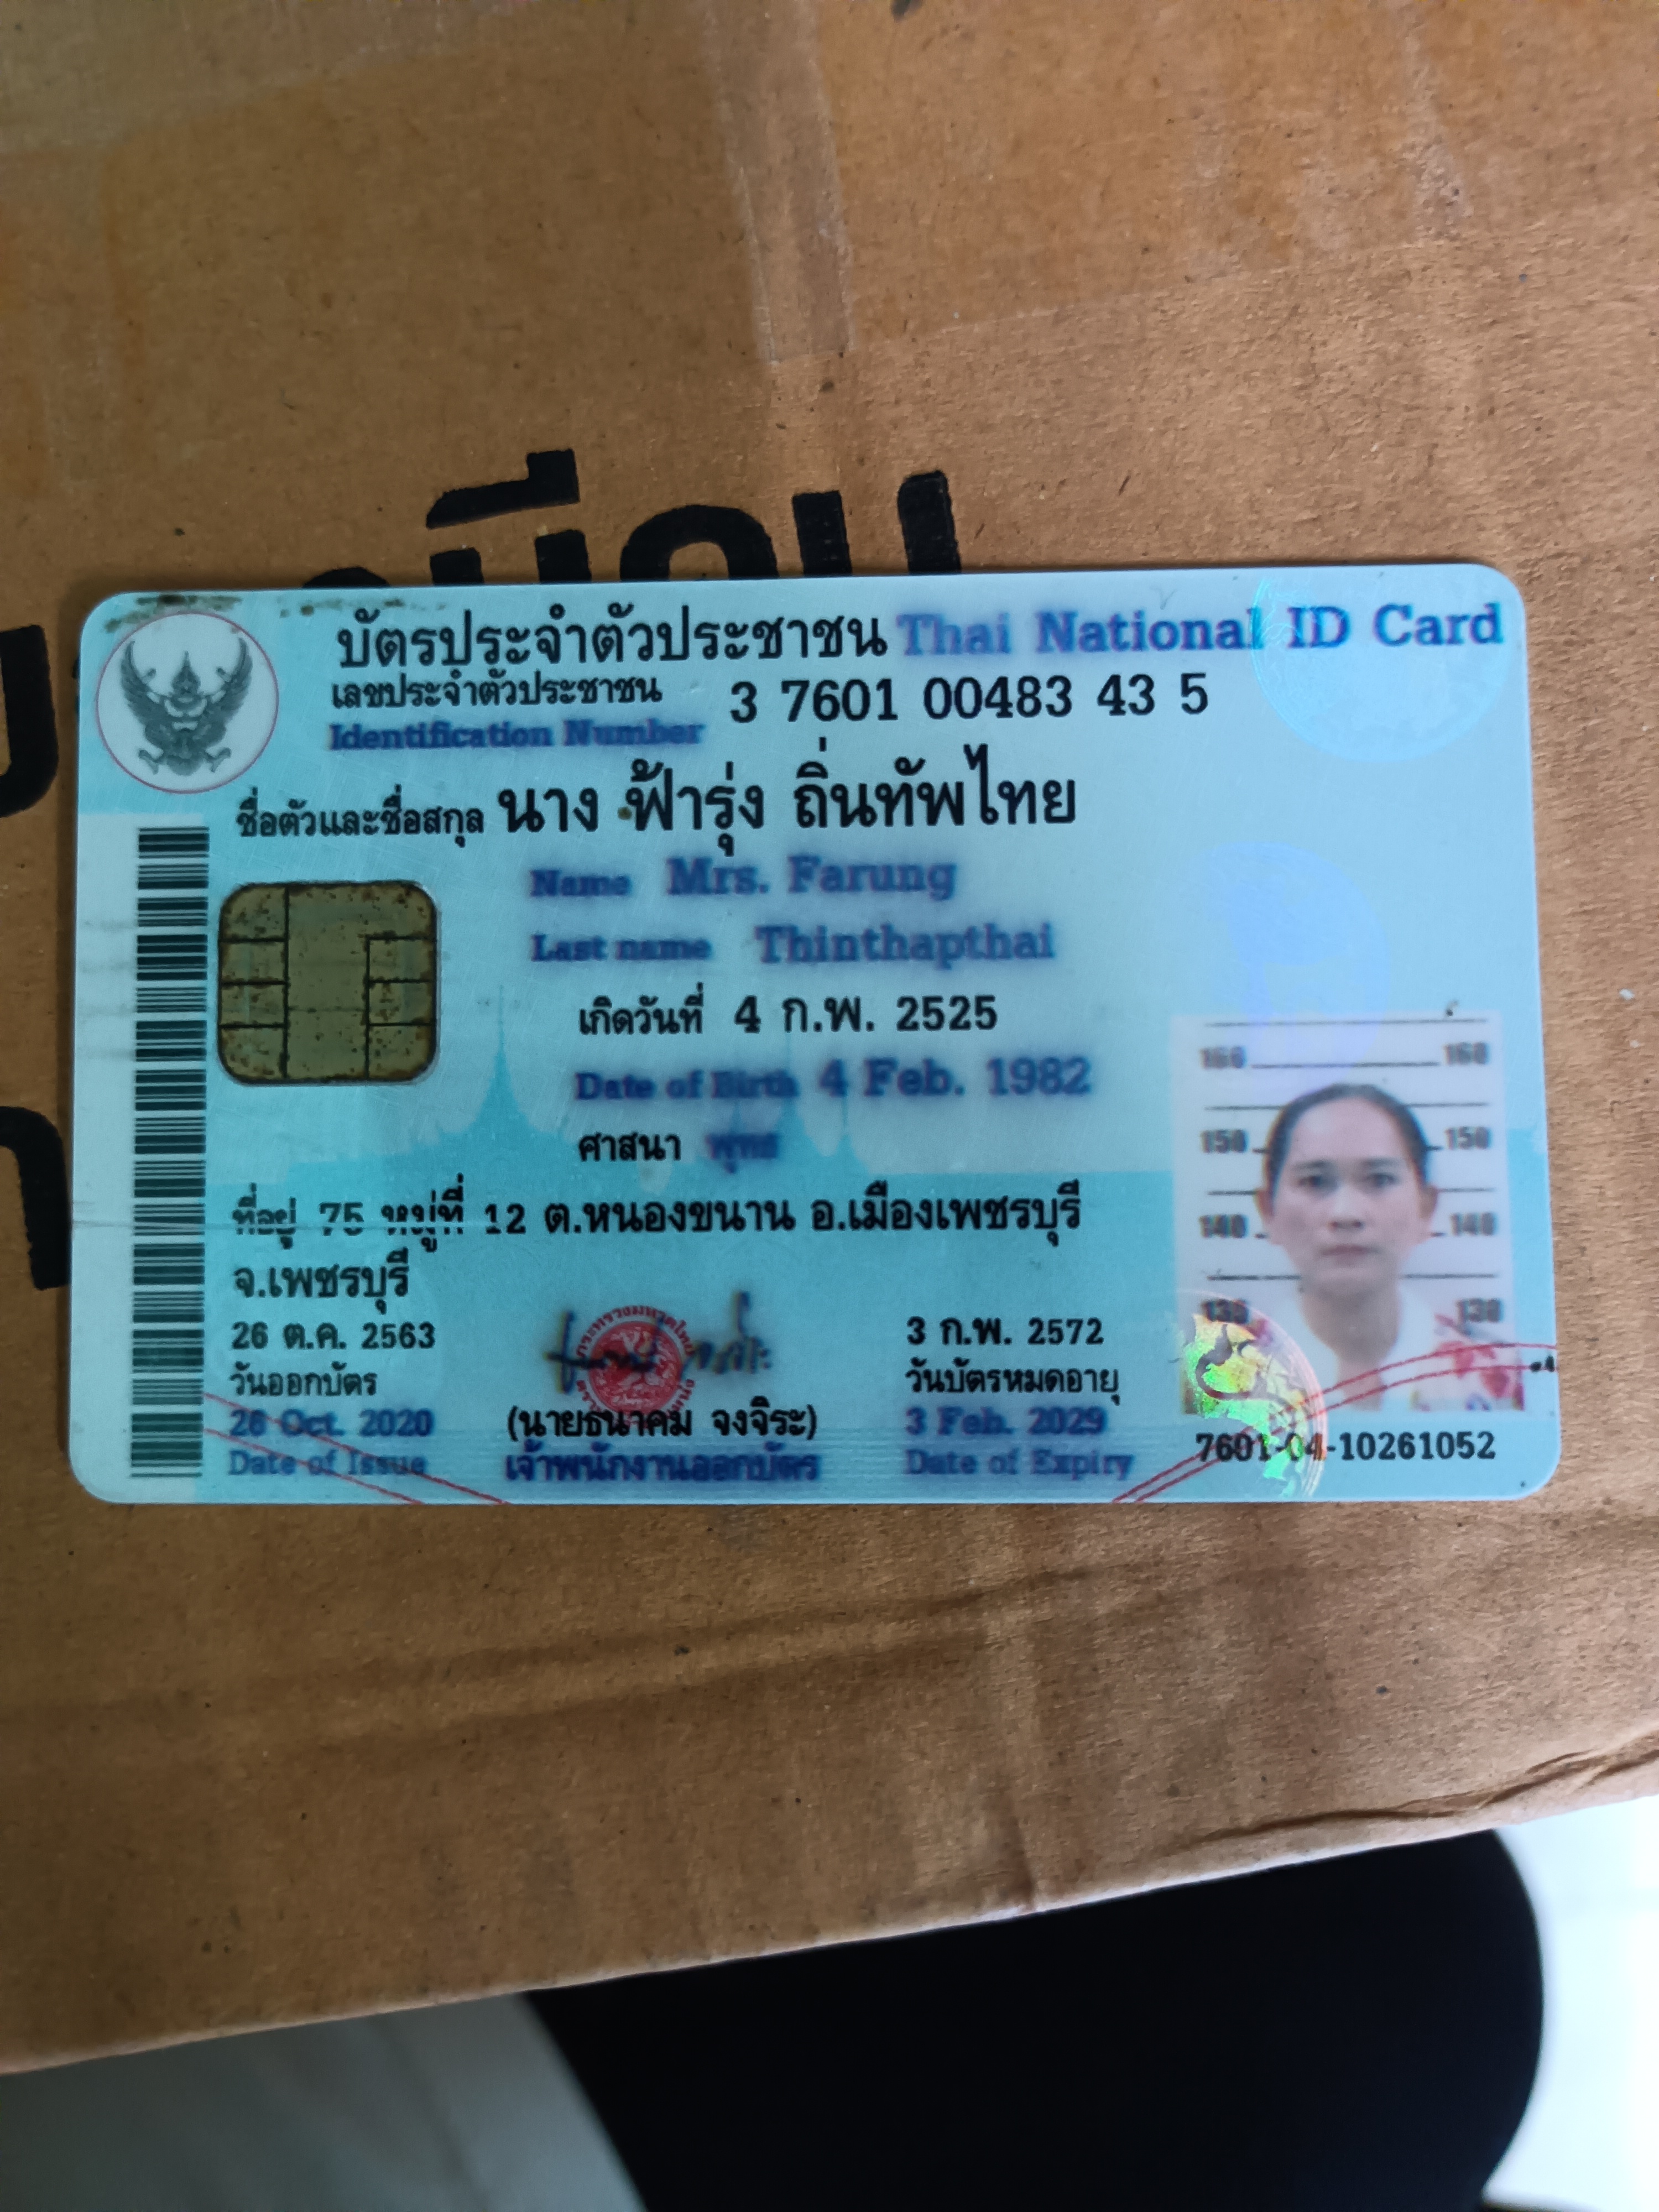 บัตรประจำตัวประชาชน Thai National ID Card
เลขประจำตัวประชาชน 3 7601 00483 43 5
Identification Number
ชื่อตัวและชื่อสกุล นาง ฟ้ารุ่ง ถิ่นทัพไทย
Name Mrs. Farung
Last name Thinthapthai
เกิดวันที่ 4 ก.พ. 2525
Date of Birth 4 Feb. 1982
ศาสนา พุทธ
ที่อยู่ 75 หมู่ที่ 12 ต.หนองขนาน อ.เมืองเพชรบุรี
จ.เพชรบุรี
26 ต.ค. 2563
วันออกบัตร
26 Oct. 2020
Date of Issue
(นายธนาคม จงจิระ)
เจ้าพนักงานออกบัตร
3 ก.พ. 2572
วันบัตรหมดอายุ
3 Feb. 2029
Date of Expiry
160 160
150 150
140 140
130 130
7601-04-10261052